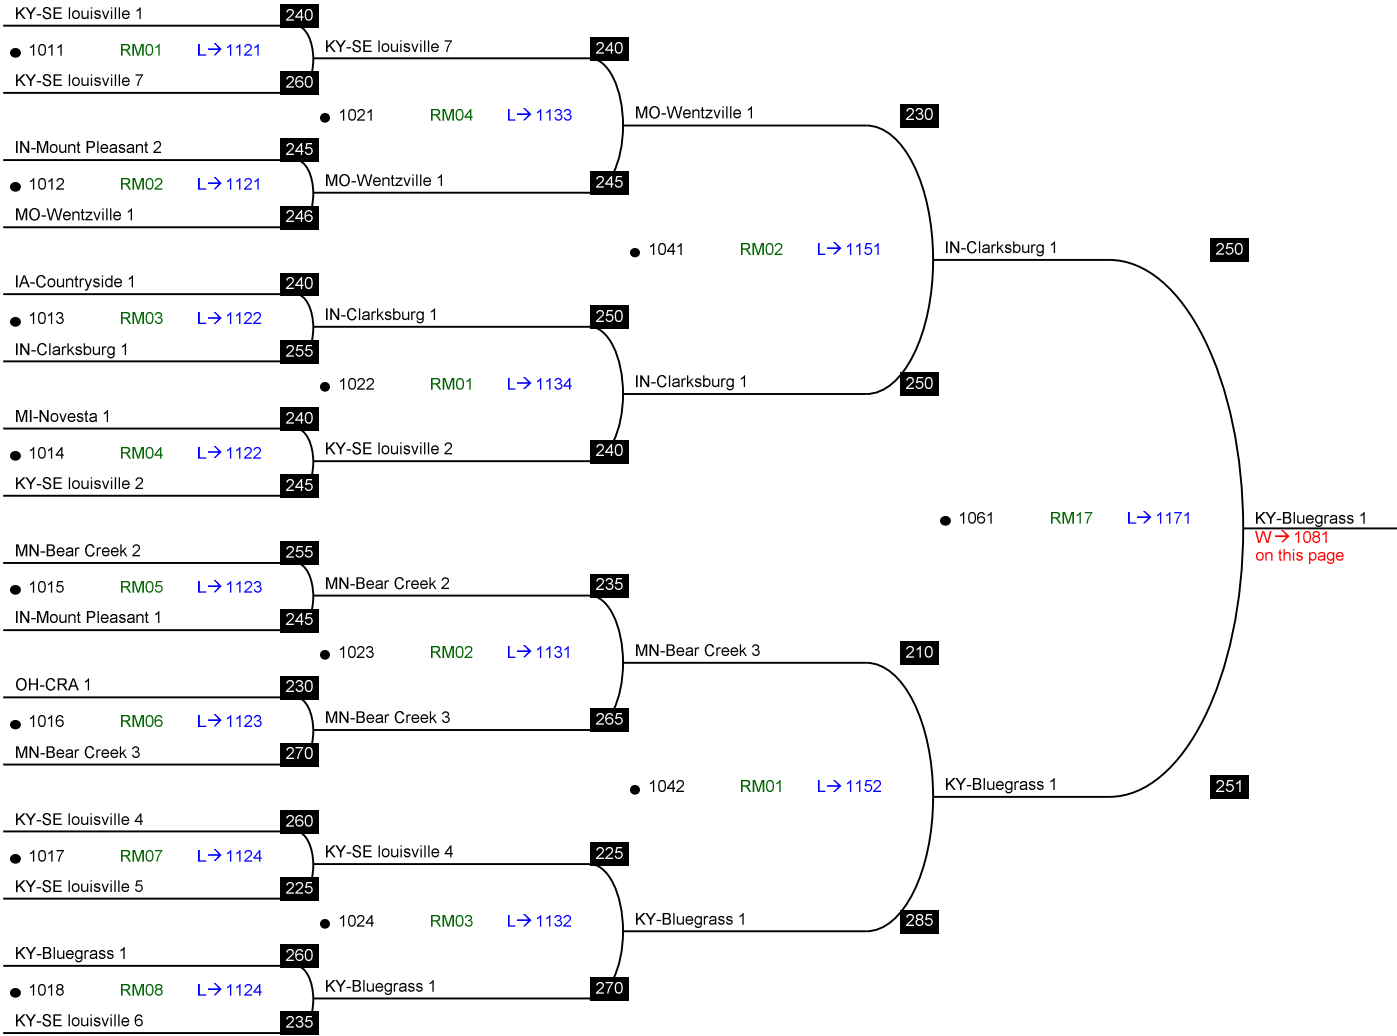 KY-SE louisville 1 240
1011 RM01 L→ 1121
KY-SE louisville 7 260
IN-Mount Pleasant 2 245
1012 RM02 L→ 1121
MO-Wentzville 1 246
IA-Countryside 1 240
1013 RM03 L→ 1122
IN-Clarksburg 1 255
MI-Novesta 1 240
1014 RM04 L→ 1122
KY-SE louisville 2 245
MN-Bear Creek 2 255
1015 RM05 L→ 1123
IN-Mount Pleasant 1 245
OH-CRA 1 230
1016 RM06 L→ 1123
MN-Bear Creek 3 270
KY-SE louisville 4 260
1017 RM07 L→ 1124
KY-SE louisville 5 225
KY-Bluegrass 1 260
1018 RM08 L→ 1124
KY-SE louisville 6 235
KY-SE louisville 7 240
1021 RM04 L→ 1133
MO-Wentzville 1 245
IN-Clarksburg 1 250
1022 RM01 L→ 1134
KY-SE louisville 2 240
MN-Bear Creek 2 235
1023 RM02 L→ 1131
MN-Bear Creek 3 265
KY-SE louisville 4 225
1024 RM03 L→ 1132
KY-Bluegrass 1 270
MO-Wentzville 1 230
1041 RM02 L→ 1151
IN-Clarksburg 1 250
MN-Bear Creek 3 210
1042 RM01 L→ 1152
KY-Bluegrass 1 285
IN-Clarksburg 1 250
1061 RM17 L→ 1171
KY-Bluegrass 1 251
KY-Bluegrass 1
W→ 1081
on this page